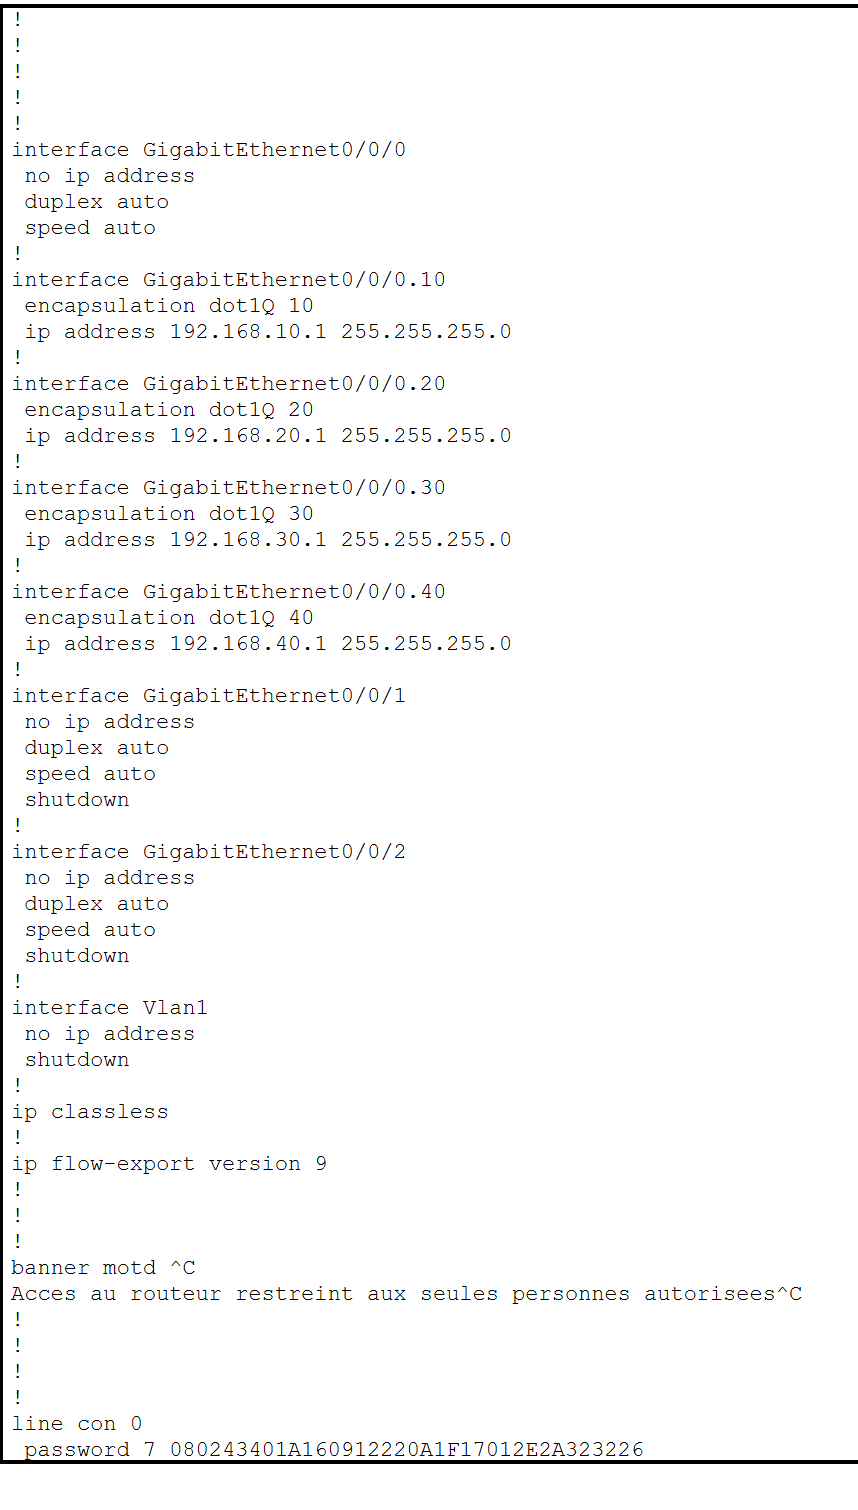 !
!
!
!
!
interface GigabitEthernet0/0/0
 no ip address
 duplex auto
 speed auto
!
interface GigabitEthernet0/0/0.10
 encapsulation dot1Q 10
 ip address 192.168.10.1 255.255.255.0
!
interface GigabitEthernet0/0/0.20
 encapsulation dot1Q 20
 ip address 192.168.20.1 255.255.255.0
!
interface GigabitEthernet0/0/0.30
 encapsulation dot1Q 30
 ip address 192.168.30.1 255.255.255.0
!
interface GigabitEthernet0/0/0.40
 encapsulation dot1Q 40
 ip address 192.168.40.1 255.255.255.0
!
interface GigabitEthernet0/0/1
 no ip address
 duplex auto
 speed auto
 shutdown
!
interface GigabitEthernet0/0/2
 no ip address
 duplex auto
 speed auto
 shutdown
!
interface Vlan1
 no ip address
 shutdown
!
ip classless
!
ip flow-export version 9
!
!
!
banner motd ^C
Acces au routeur restreint aux seules personnes autorisees^C
!
!
!
!
line con 0
 password 7 080243401A160912220A1F17012E2A323226